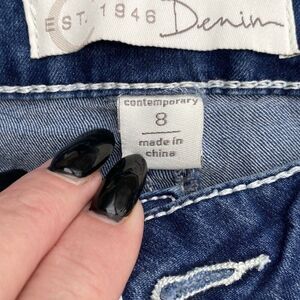 EST. 1946 Denim
contemporary
8
made in
china